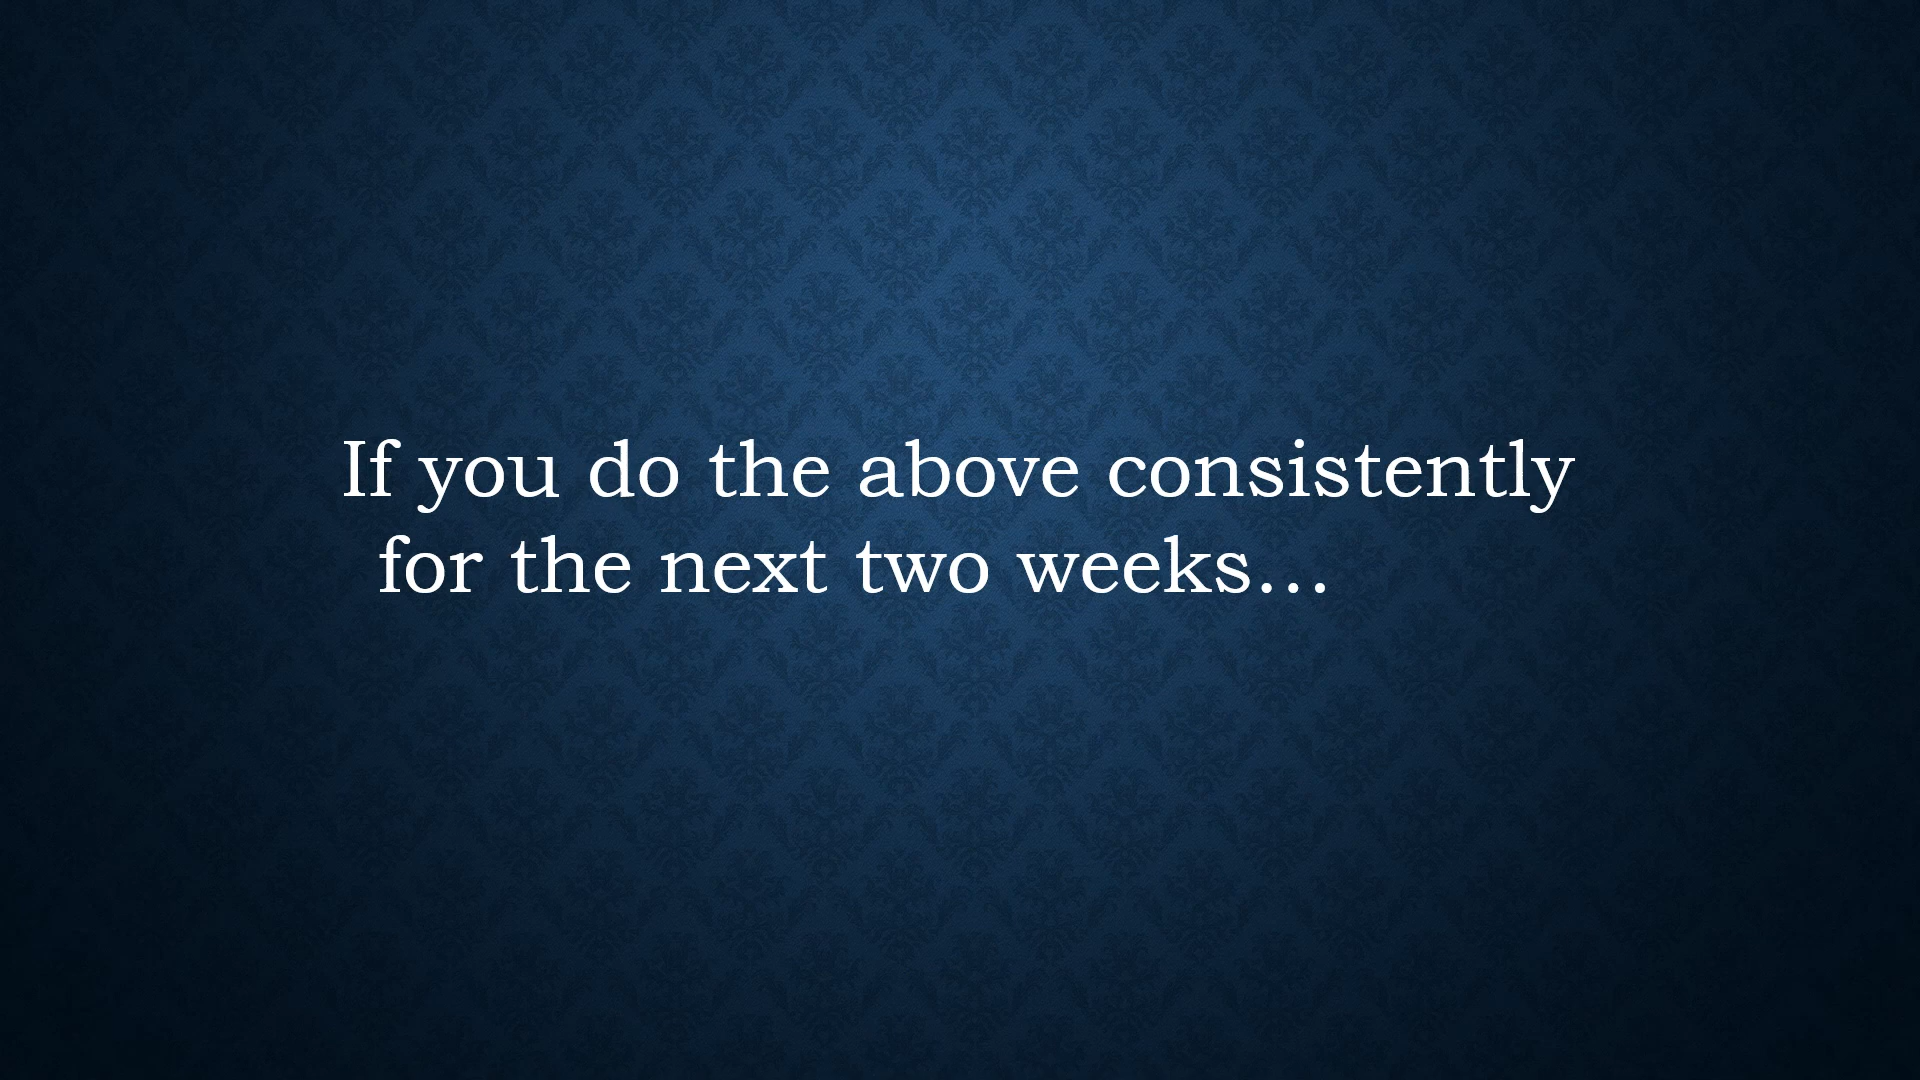 If you do the above consistently
for the next two weeks…